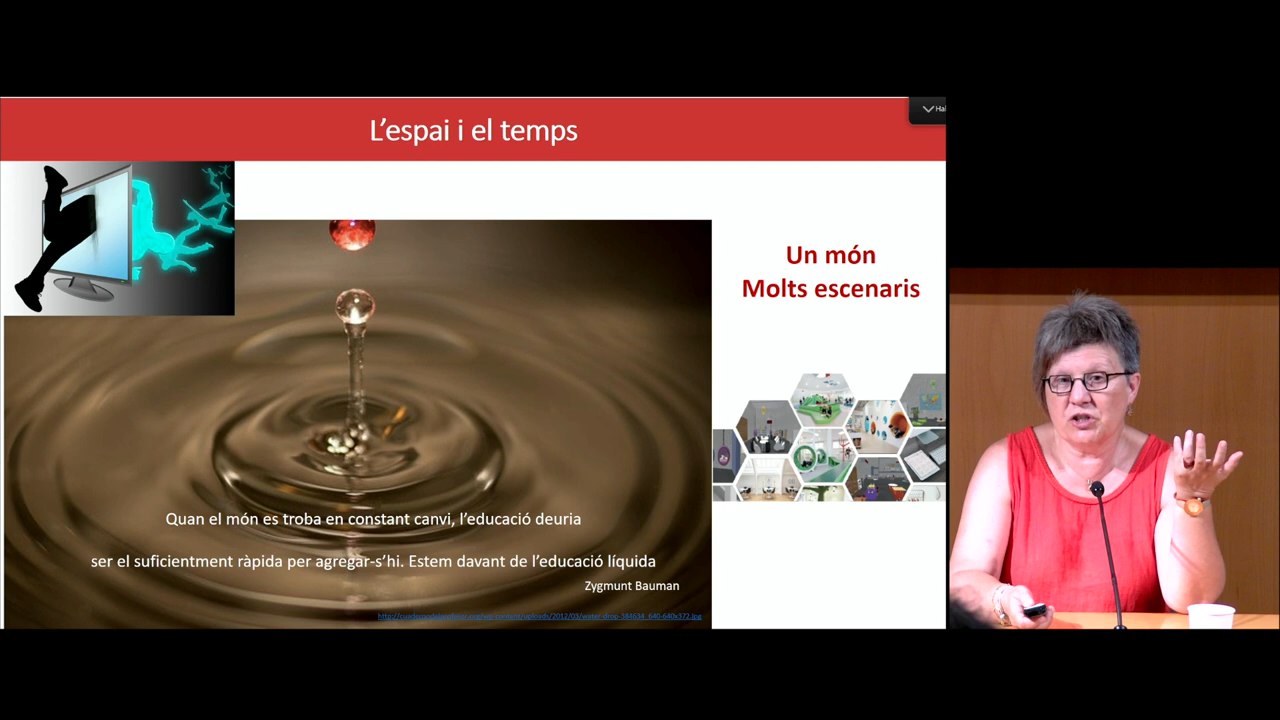 L'espai i el temps
Un món
Molts escenaris
Quan el món es troba en constant canvi, l'educació deuria
ser el suficientment ràpida per agregar-s'hi. Estem davant de l'educació líquida
Zygmunt Bauman